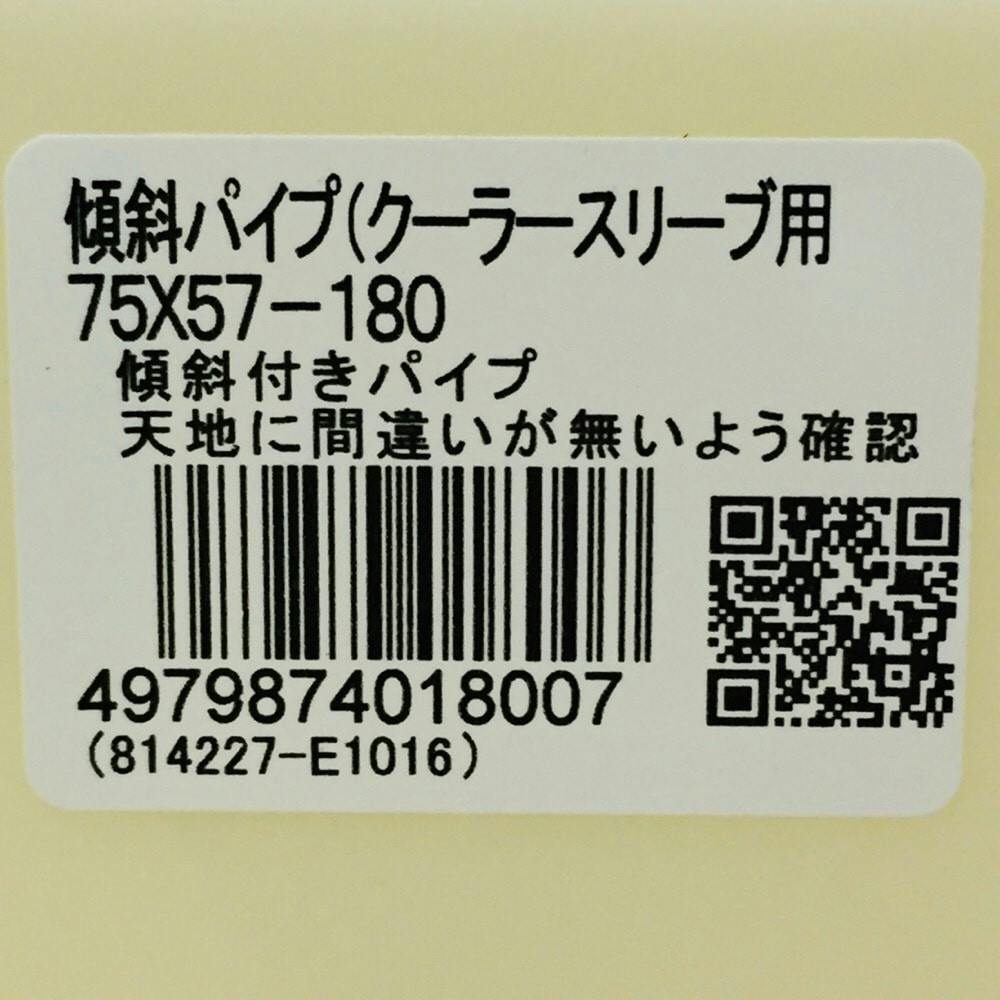 傾斜パイプ(クーラースリーブ用
75X57-180
傾斜付きパイプ
天地に間違いが無いよう確認
4979874018007
(814227-E1016)